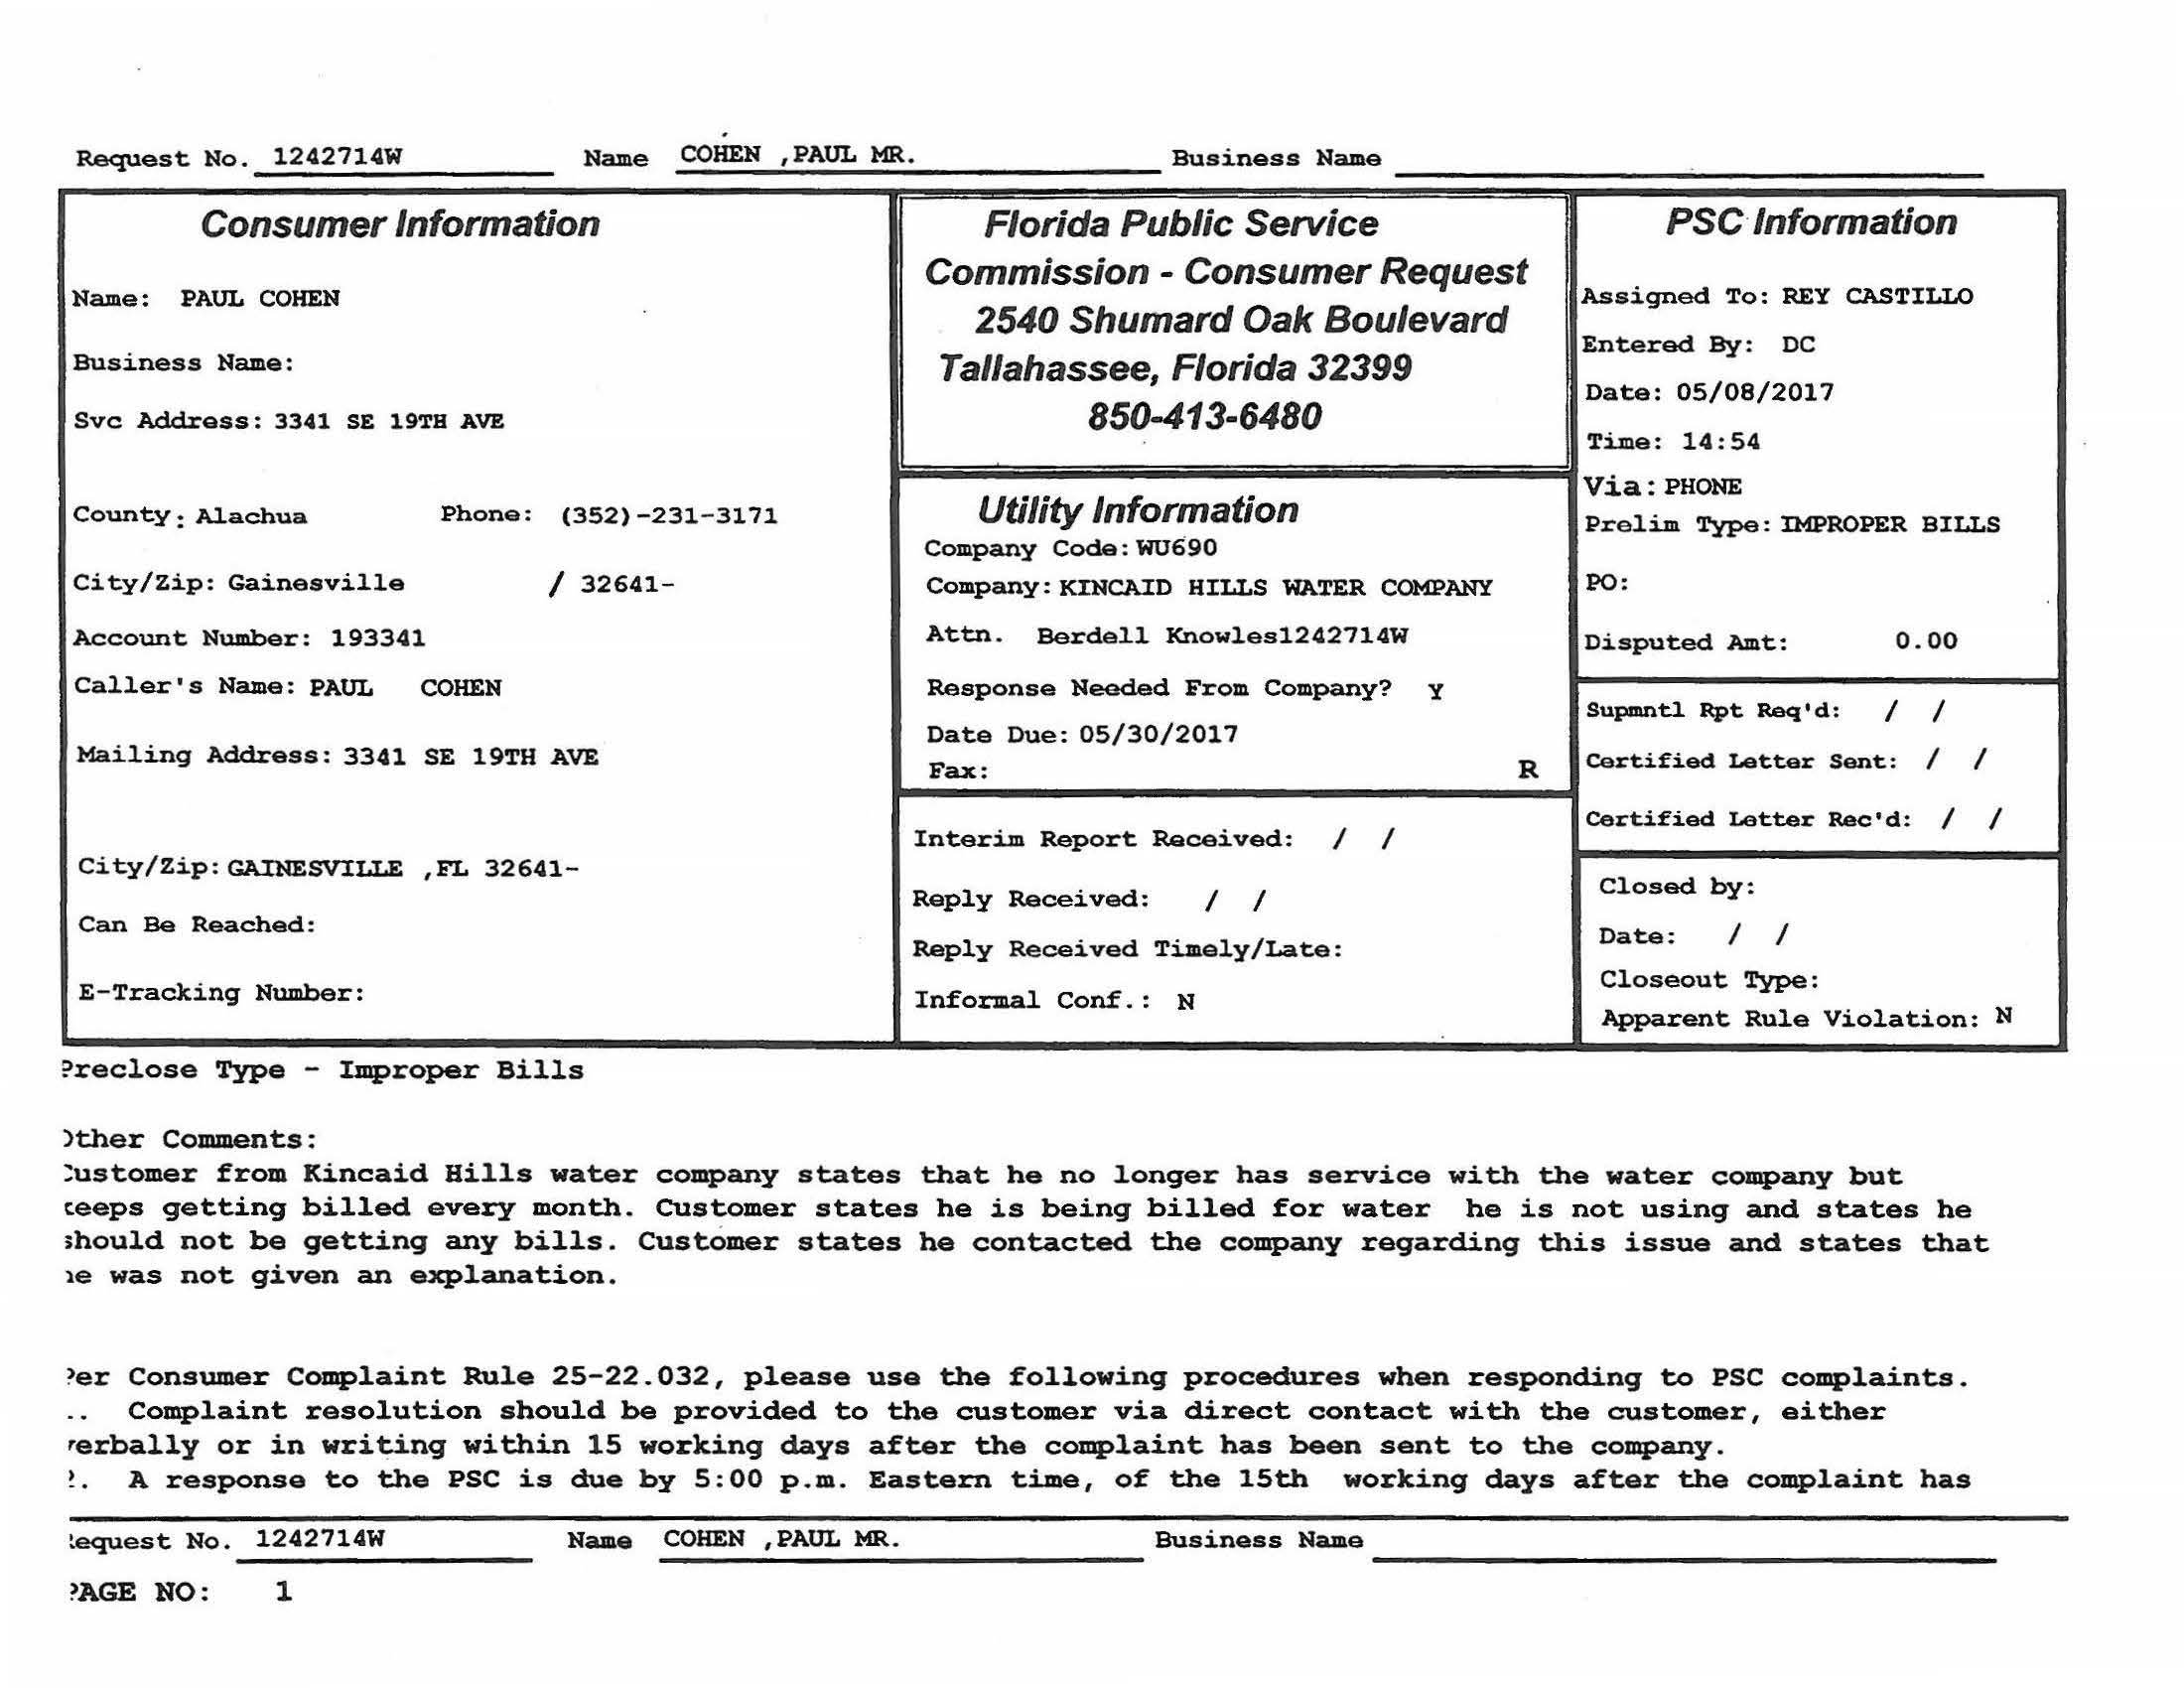 Request No. 1242714W Name COHEN ,PAUL MR. Business Name
Consumer Information
Name: PAUL COHEN
Business Name:
Svc Address: 3341 SE 19TH AVE
County: Alachua Phone: (352)-231-3171
City/Zip: Gainesville / 32641-
Account Number: 193341
Caller's Name: PAUL COHEN
Mailing Address: 3341 SE 19TH AVE
City/Zip: GAINESVILLE ,FL 32641-
Can Be Reached:
E-Tracking Number:
Florida Public Service
Commission - Consumer Request
2540 Shumard Oak Boulevard
Tallahassee, Florida 32399
850-413-6480
Utility Information
Company Code: WU690
Company: KINCAID HILLS WATER COMPANY
Attn. Berdell Knowles1242714W
Response Needed From Company? Y
Date Due: 05/30/2017
Fax: R
Interim Report Received: / /
Reply Received: / /
Reply Received Timely/Late:
Informal Conf.: N
PSC Information
Assigned To: REY CASTILLO
Entered By: DC
Date: 05/08/2017
Time: 14:54
Via: PHONE
Prelim Type: IMPROPER BILLS
PO:
Disputed Amt: 0.00
Supmntl Rpt Req'd: / /
Certified Letter Sent: / /
Certified Letter Rec'd: / /
Closed by:
Date: / /
Closeout Type:
Apparent Rule Violation: N
Preclose Type - Improper Bills
Other Comments:
Customer from Kincaid Hills water company states that he no longer has service with the water company but
keeps getting billed every month. Customer states he is being billed for water he is not using and states he
should not be getting any bills. Customer states he contacted the company regarding this issue and states that
he was not given an explanation.
Per Consumer Complaint Rule 25-22.032, please use the following procedures when responding to PSC complaints.
. Complaint resolution should be provided to the customer via direct contact with the customer, either
verbally or in writing within 15 working days after the complaint has been sent to the company.
2. A response to the PSC is due by 5:00 p.m. Eastern time, of the 15th working days after the complaint has
Request No. 1242714W Name COHEN ,PAUL MR. Business Name
PAGE NO: 1